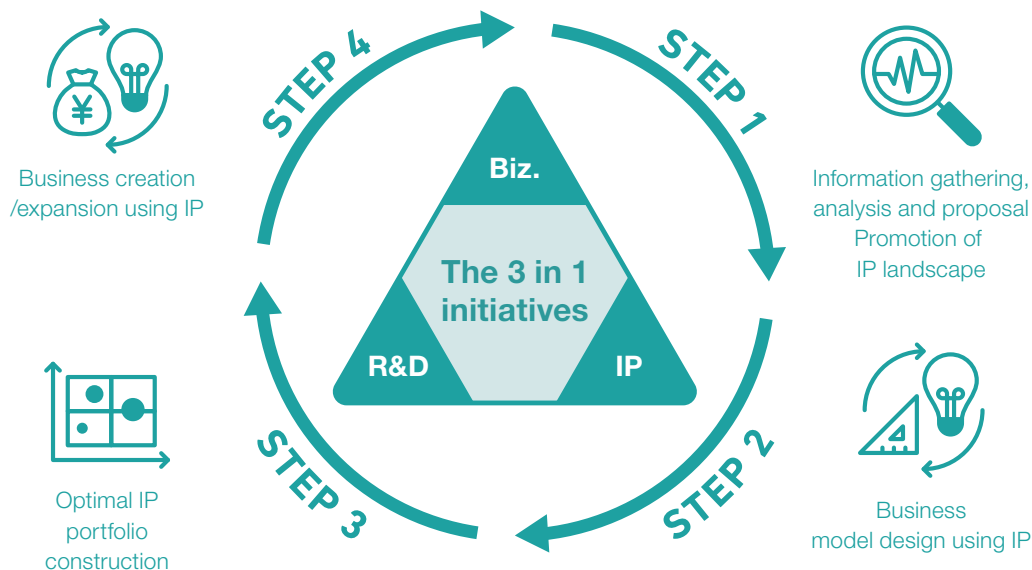 STEP 1
Information gathering,
analysis and proposal
Promotion of
IP landscape
STEP 2
Business
model design using IP
STEP 3
Optimal IP
portfolio
construction
STEP 4
¥
Business creation
/expansion using IP
Biz.
The 3 in 1
initiatives
R&D
IP